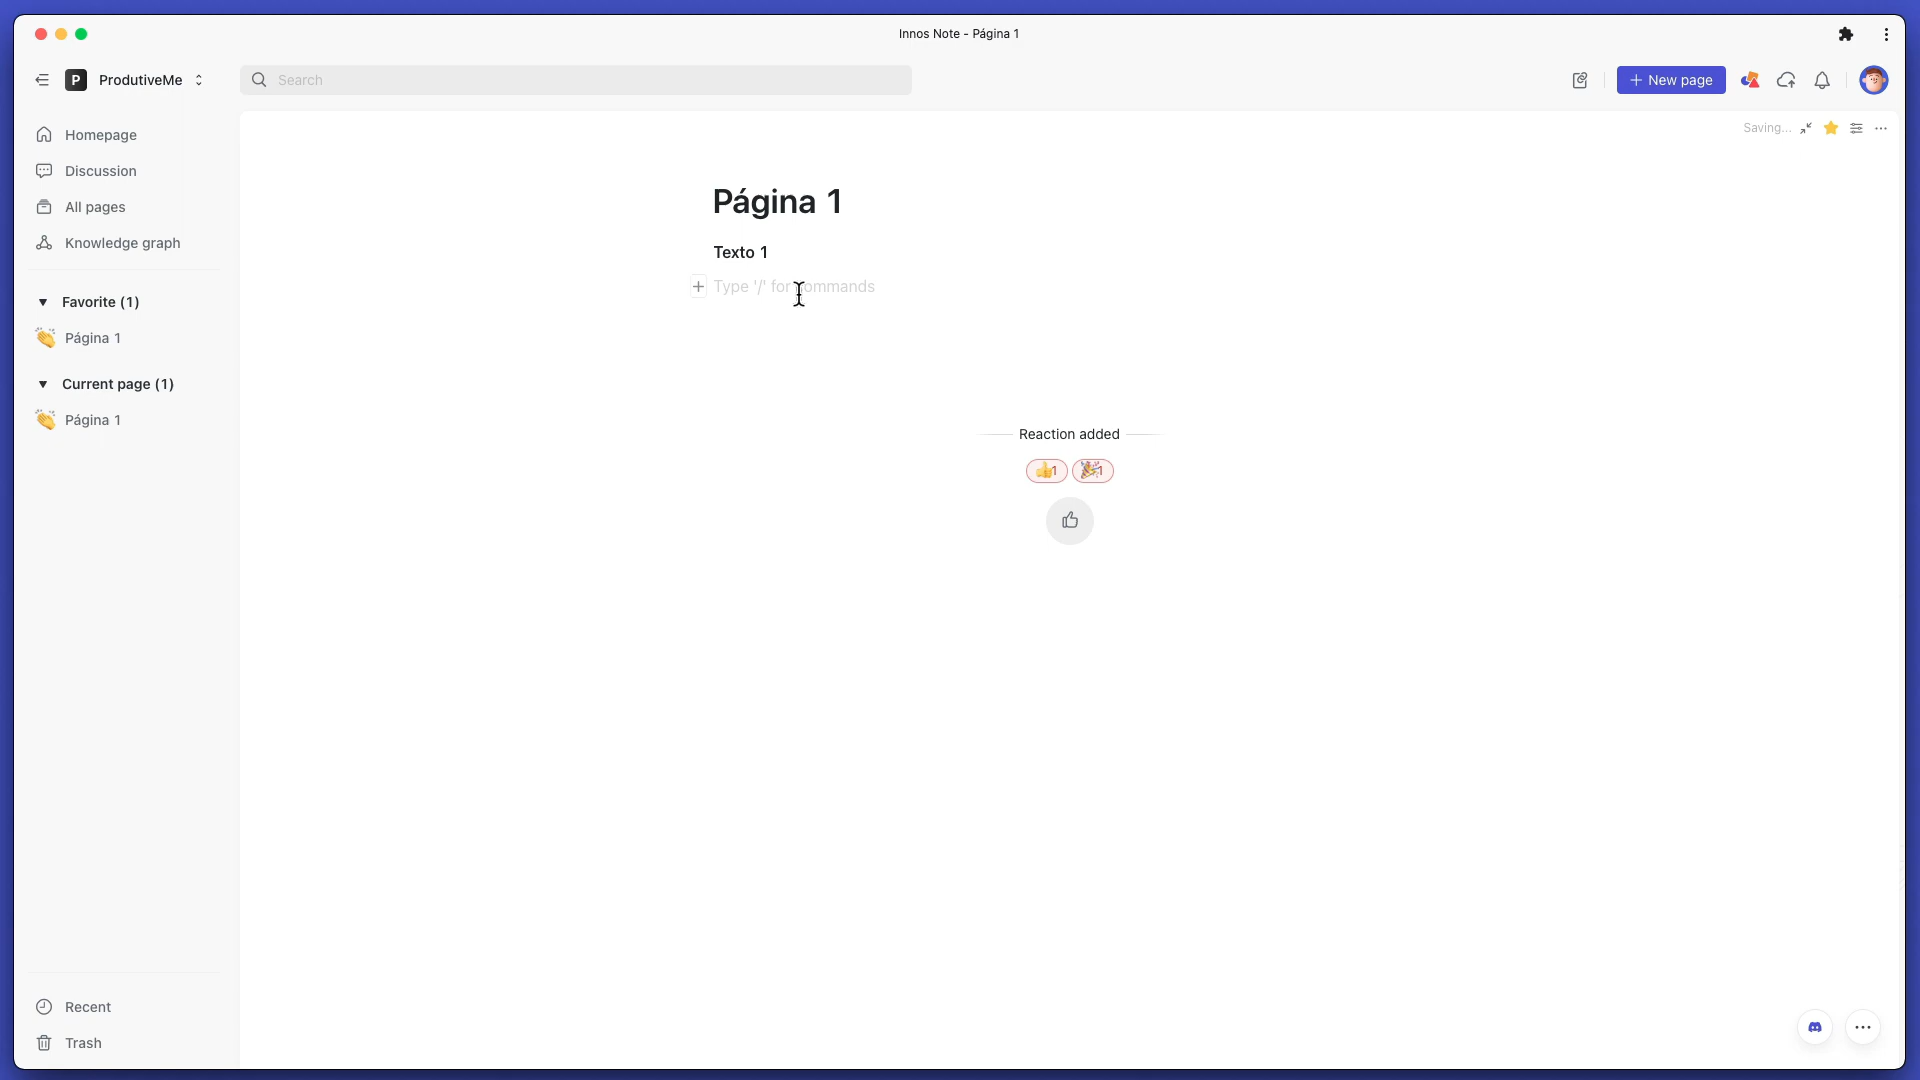 Innos Note - Página 1
P ProdutiveMe
Search
+ New page
Homepage
Discussion
All pages
Knowledge graph
Favorite (1)
Página 1
Current page (1)
Página 1
Saving...
Página 1
Texto 1
Type '/' for commands
Reaction added
1
1
Recent
Trash